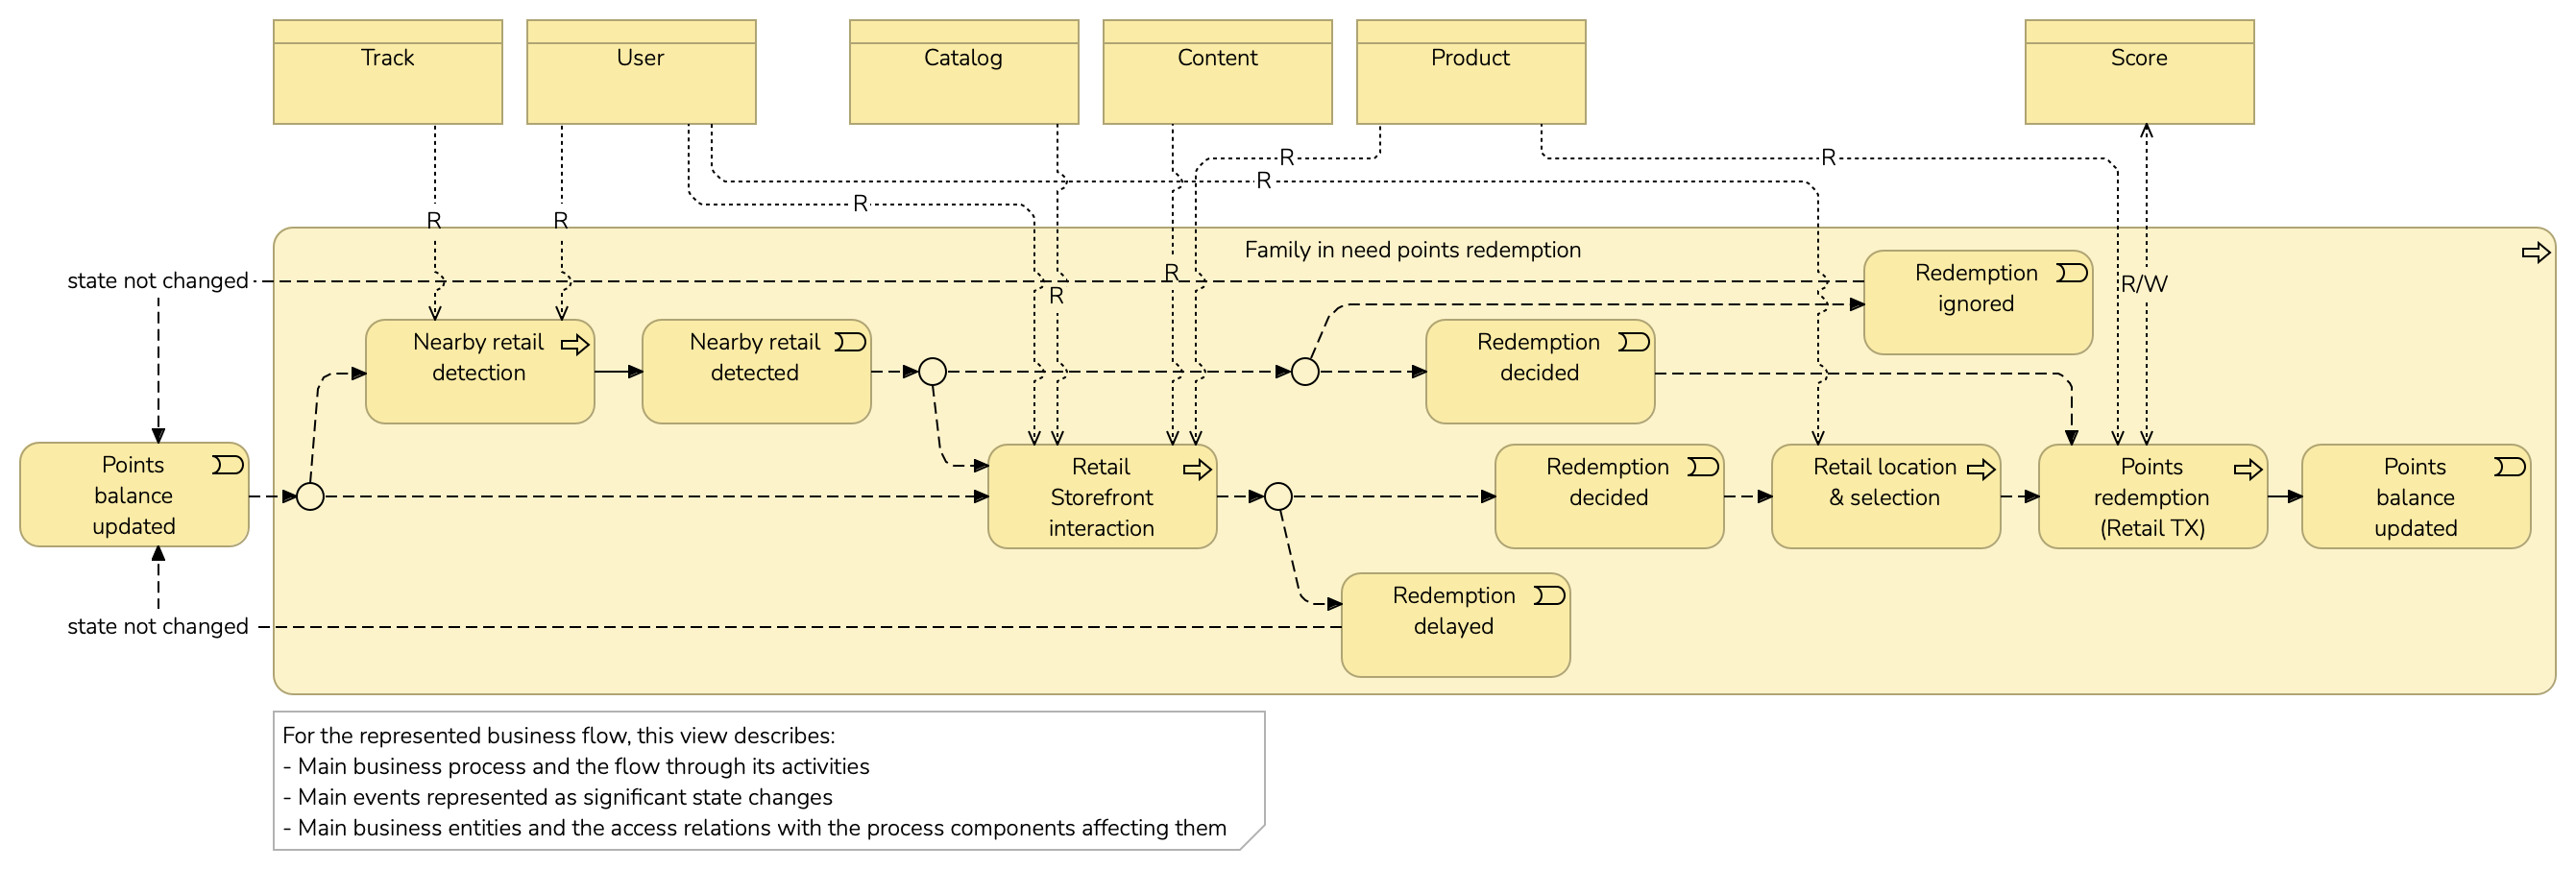 Track
User
Catalog
Content
Product
Score
R
R
R
R
R
R
Family in need points redemption
R
R
R/W
state not changed
Redemption
ignored
Nearby retail
detection
Nearby retail
detected
Redemption
decided
Points
balance
updated
Retail
Storefront
interaction
Redemption
decided
Retail location
& selection
Points
redemption
(Retail TX)
Points
balance
updated
Redemption
delayed
state not changed
For the represented business flow, this view describes:
- Main business process and the flow through its activities
- Main events represented as significant state changes
- Main business entities and the access relations with the process components affecting them